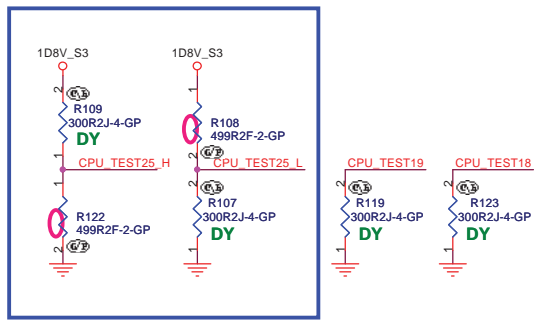 1D8V_S3
1D8V_S3
2
R109
300R2J-4-GP
DY
1
1
R108
499R2F-2-GP
2
CPU_TEST25_H
CPU_TEST25_L
CPU_TEST19
CPU_TEST18
1
R122
499R2F-2-GP
2
2
R107
300R2J-4-GP
DY
1
2
R119
300R2J-4-GP
DY
1
2
R123
300R2J-4-GP
DY
1